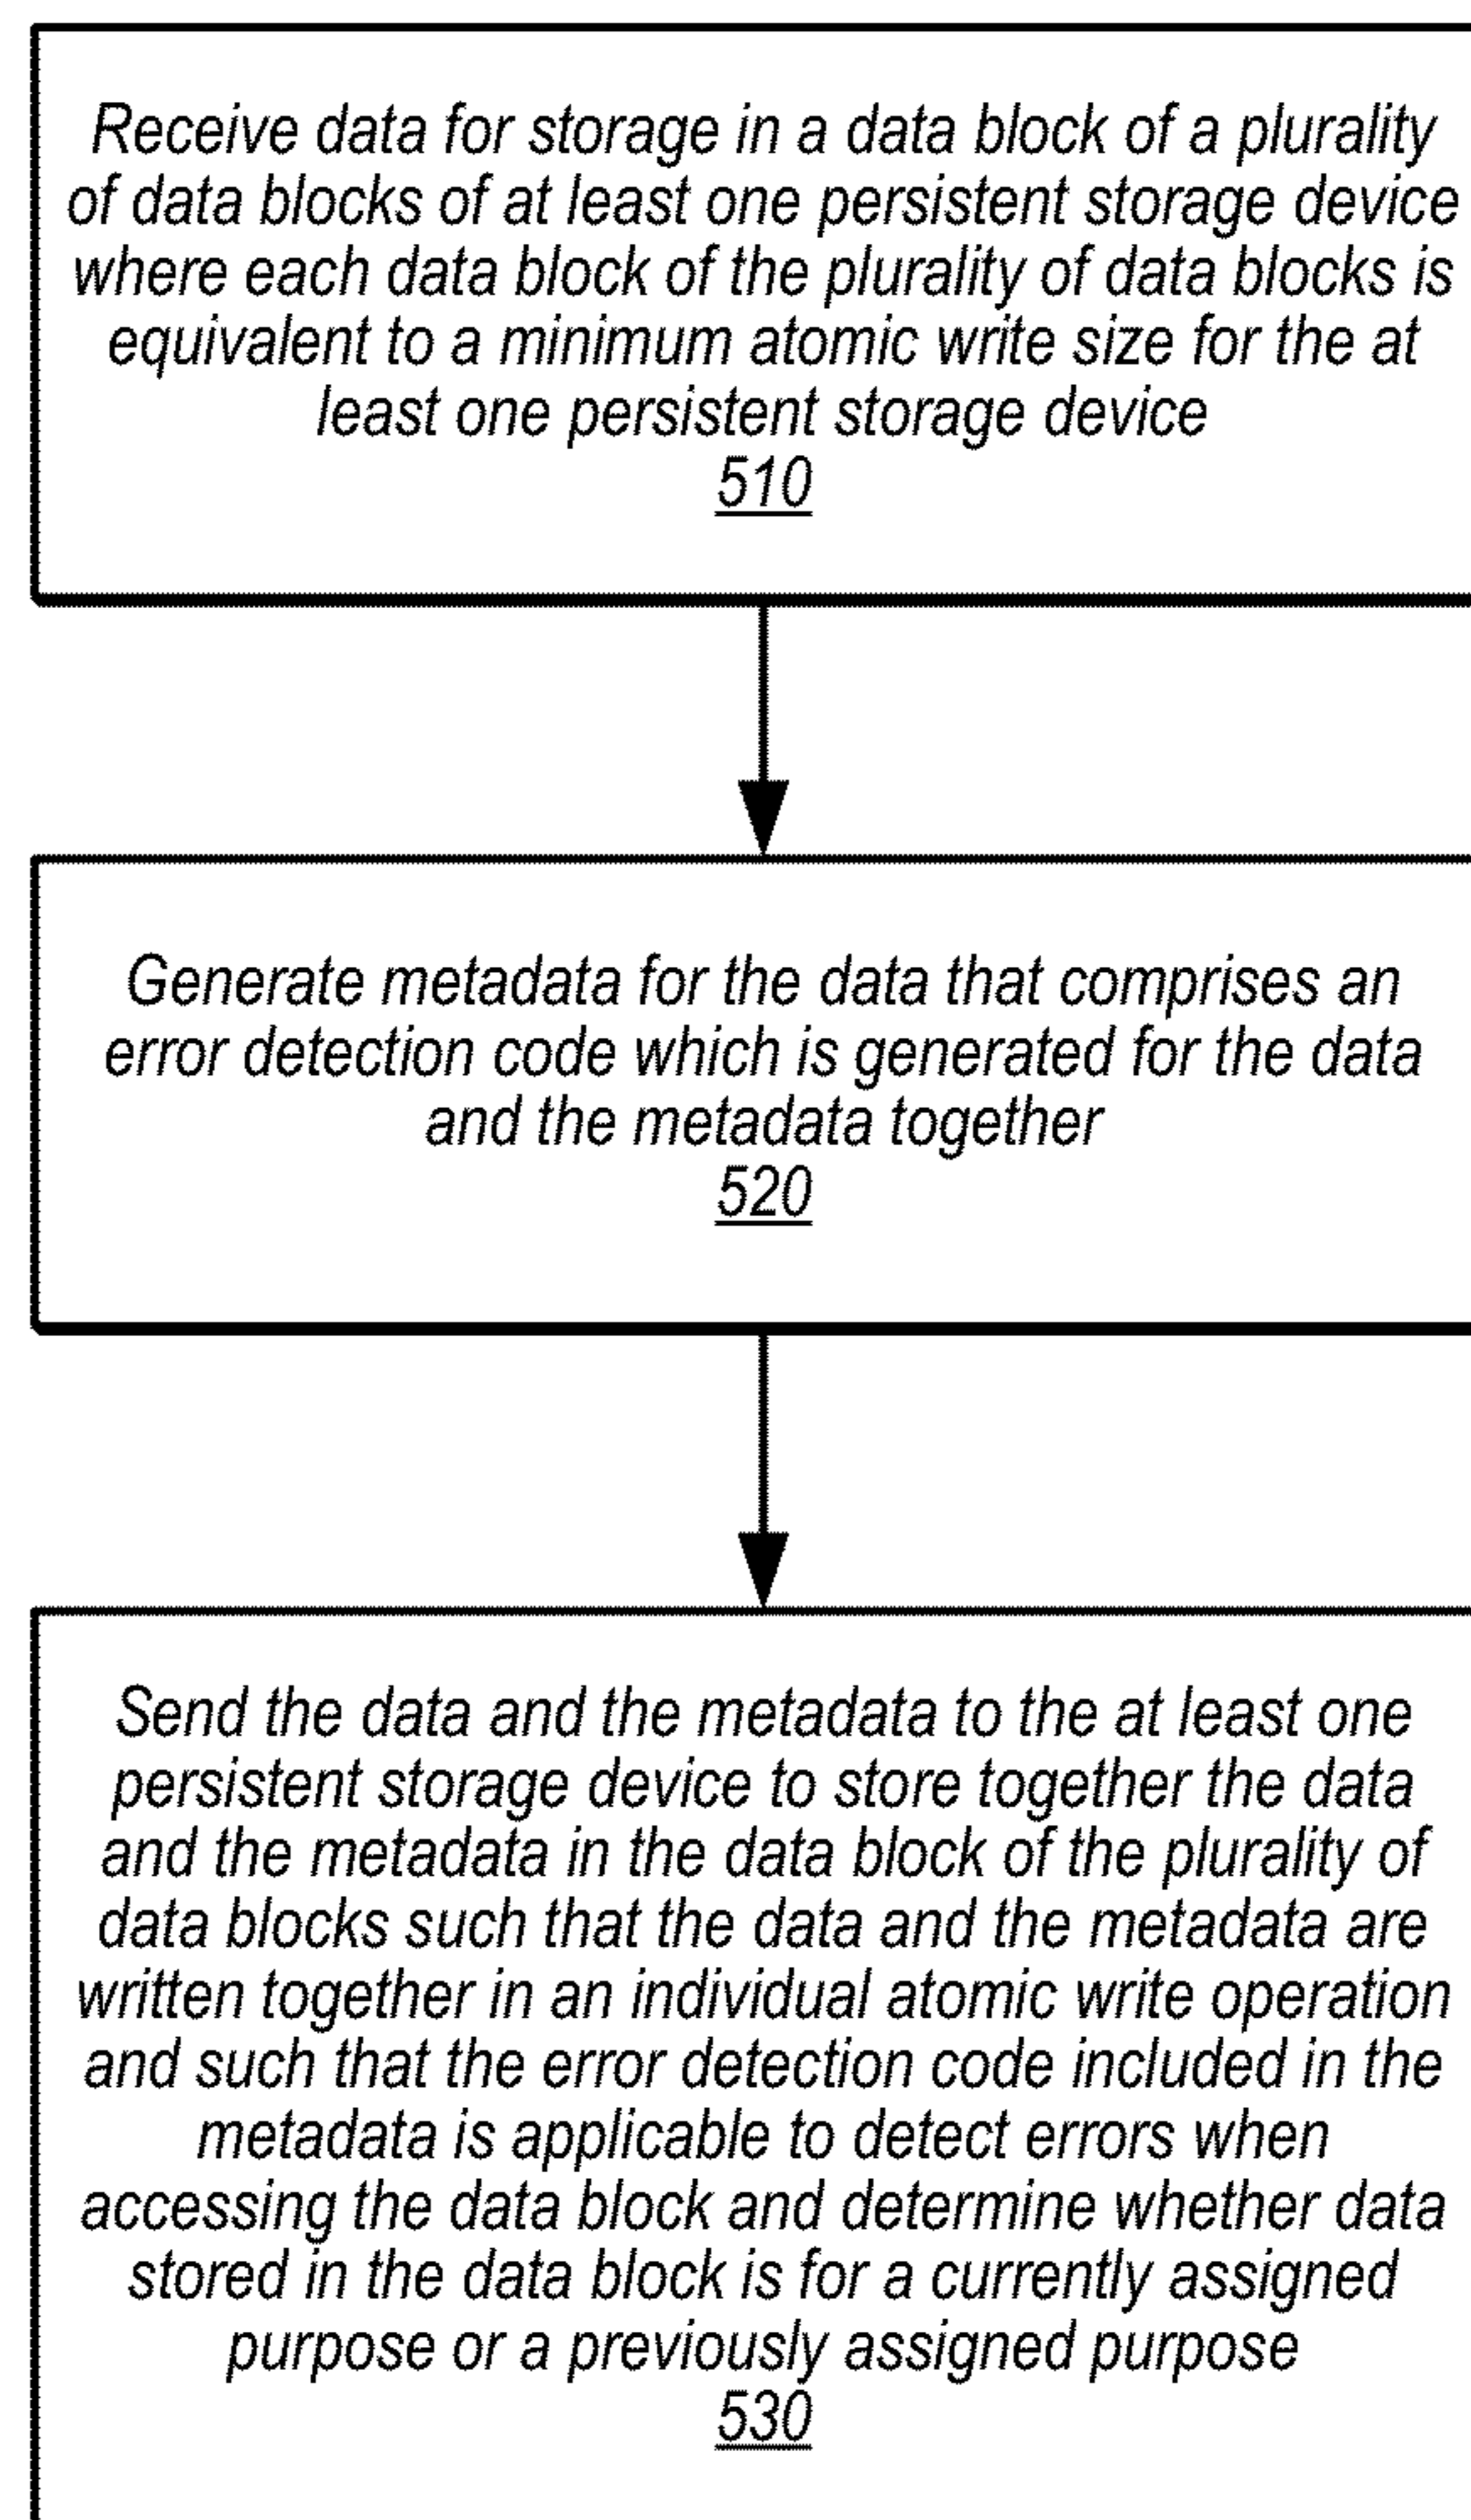 Receive data for storage in a data block of a plurality
of data blocks of at least one persistent storage device
where each data block of the plurality of data blocks is
equivalent to a minimum atomic write size for the at
least one persistent storage device
510
Generate metadata for the data that comprises an
error detection code which is generated for the data
and the metadata together
520
Send the data and the metadata to the at least one
persistent storage device to store together the data
and the metadata in the data block of the plurality of
data blocks such that the data and the metadata are
written together in an individual atomic write operation
and such that the error detection code included in the
metadata is applicable to detect errors when
accessing the data block and determine whether data
stored in the data block is for a currently assigned
purpose or a previously assigned purpose
530